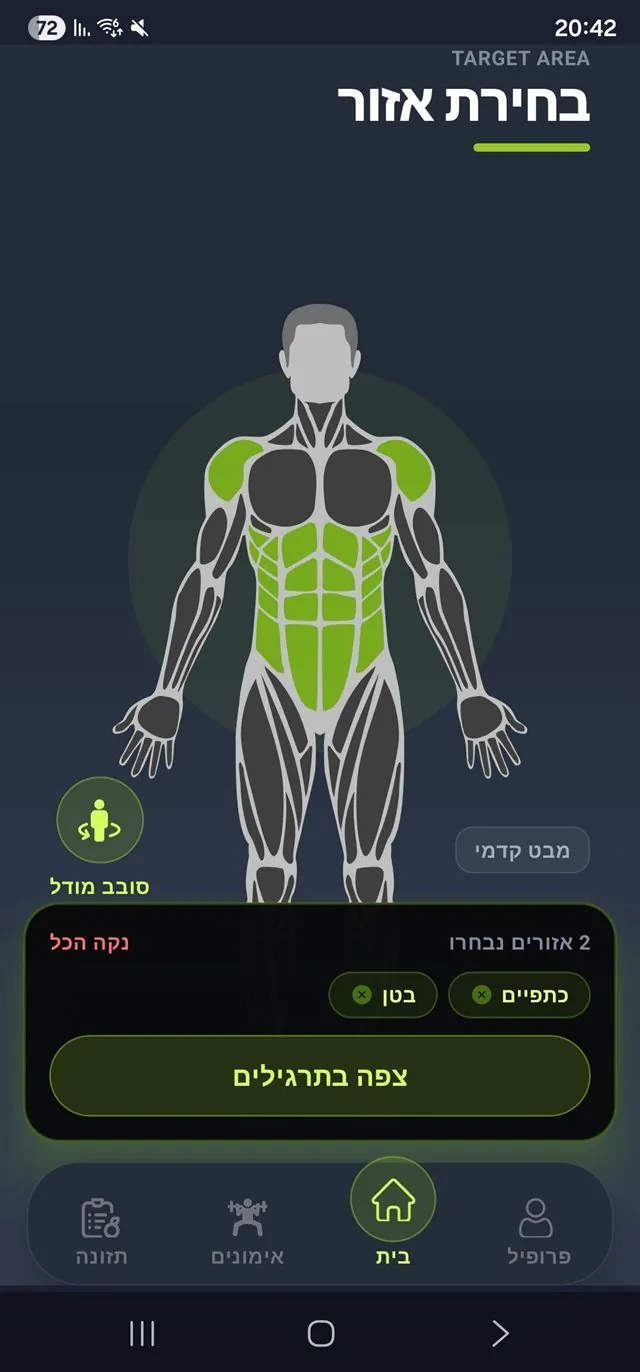 72
20:42
TARGET AREA
בחירת אזור
מבט קדמי
סובב מודל
2 אזורים נבחרו
נקה הכל
כתפיים
בטן
צפה בתרגילים
פרופיל
בית
אימונים
תזונה